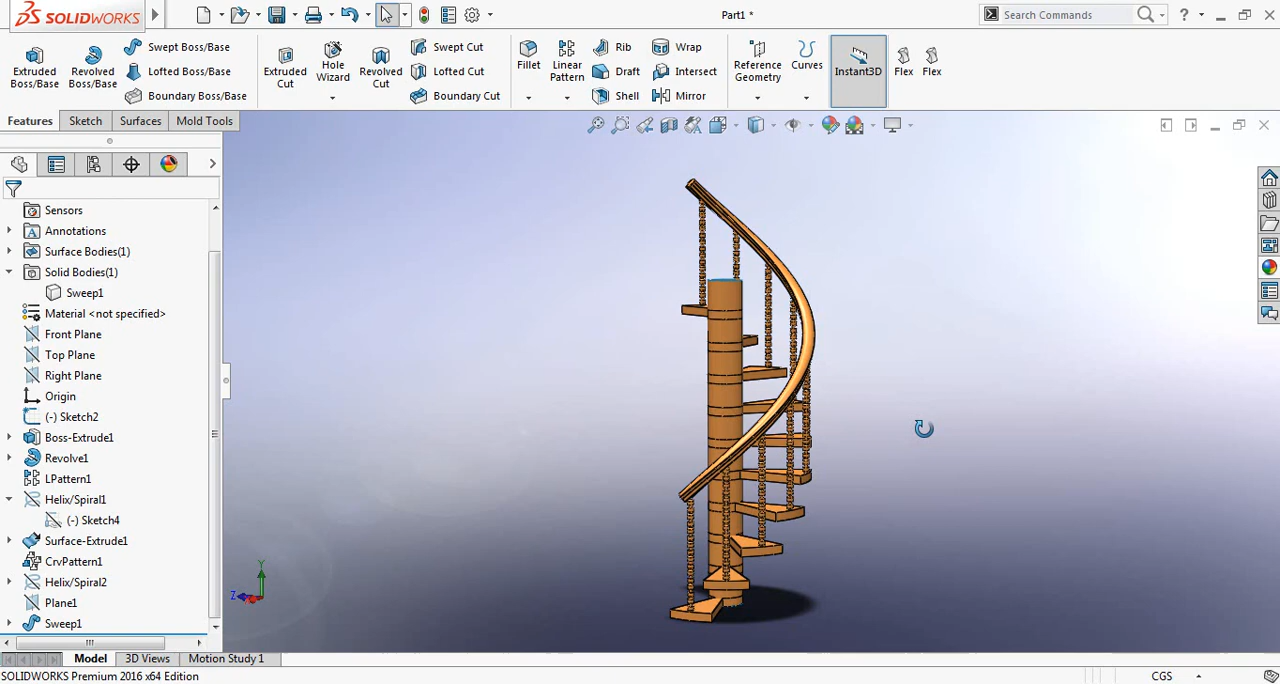 SOLIDWORKS
Part1 *
Search Commands
?
Extruded Boss/Base
Revolved Boss/Base
Swept Boss/Base
Lofted Boss/Base
Boundary Boss/Base
Extruded Cut
Hole Wizard
Revolved Cut
Swept Cut
Lofted Cut
Boundary Cut
Fillet
Linear Pattern
Rib
Draft
Shell
Wrap
Intersect
Mirror
Reference Geometry
Curves
Instant3D
Flex
Flex
Features Sketch Surfaces Mold Tools
Sensors
Annotations
Surface Bodies(1)
Solid Bodies(1)
Sweep1
Material <not specified>
Front Plane
Top Plane
Right Plane
Origin
(-) Sketch2
Boss-Extrude1
Revolve1
LPattern1
Helix/Spiral1
(-) Sketch4
Surface-Extrude1
CrvPattern1
Helix/Spiral2
Plane1
Sweep1
Y
Z
Model 3D Views Motion Study 1
SOLIDWORKS Premium 2016 x64 Edition
CGS